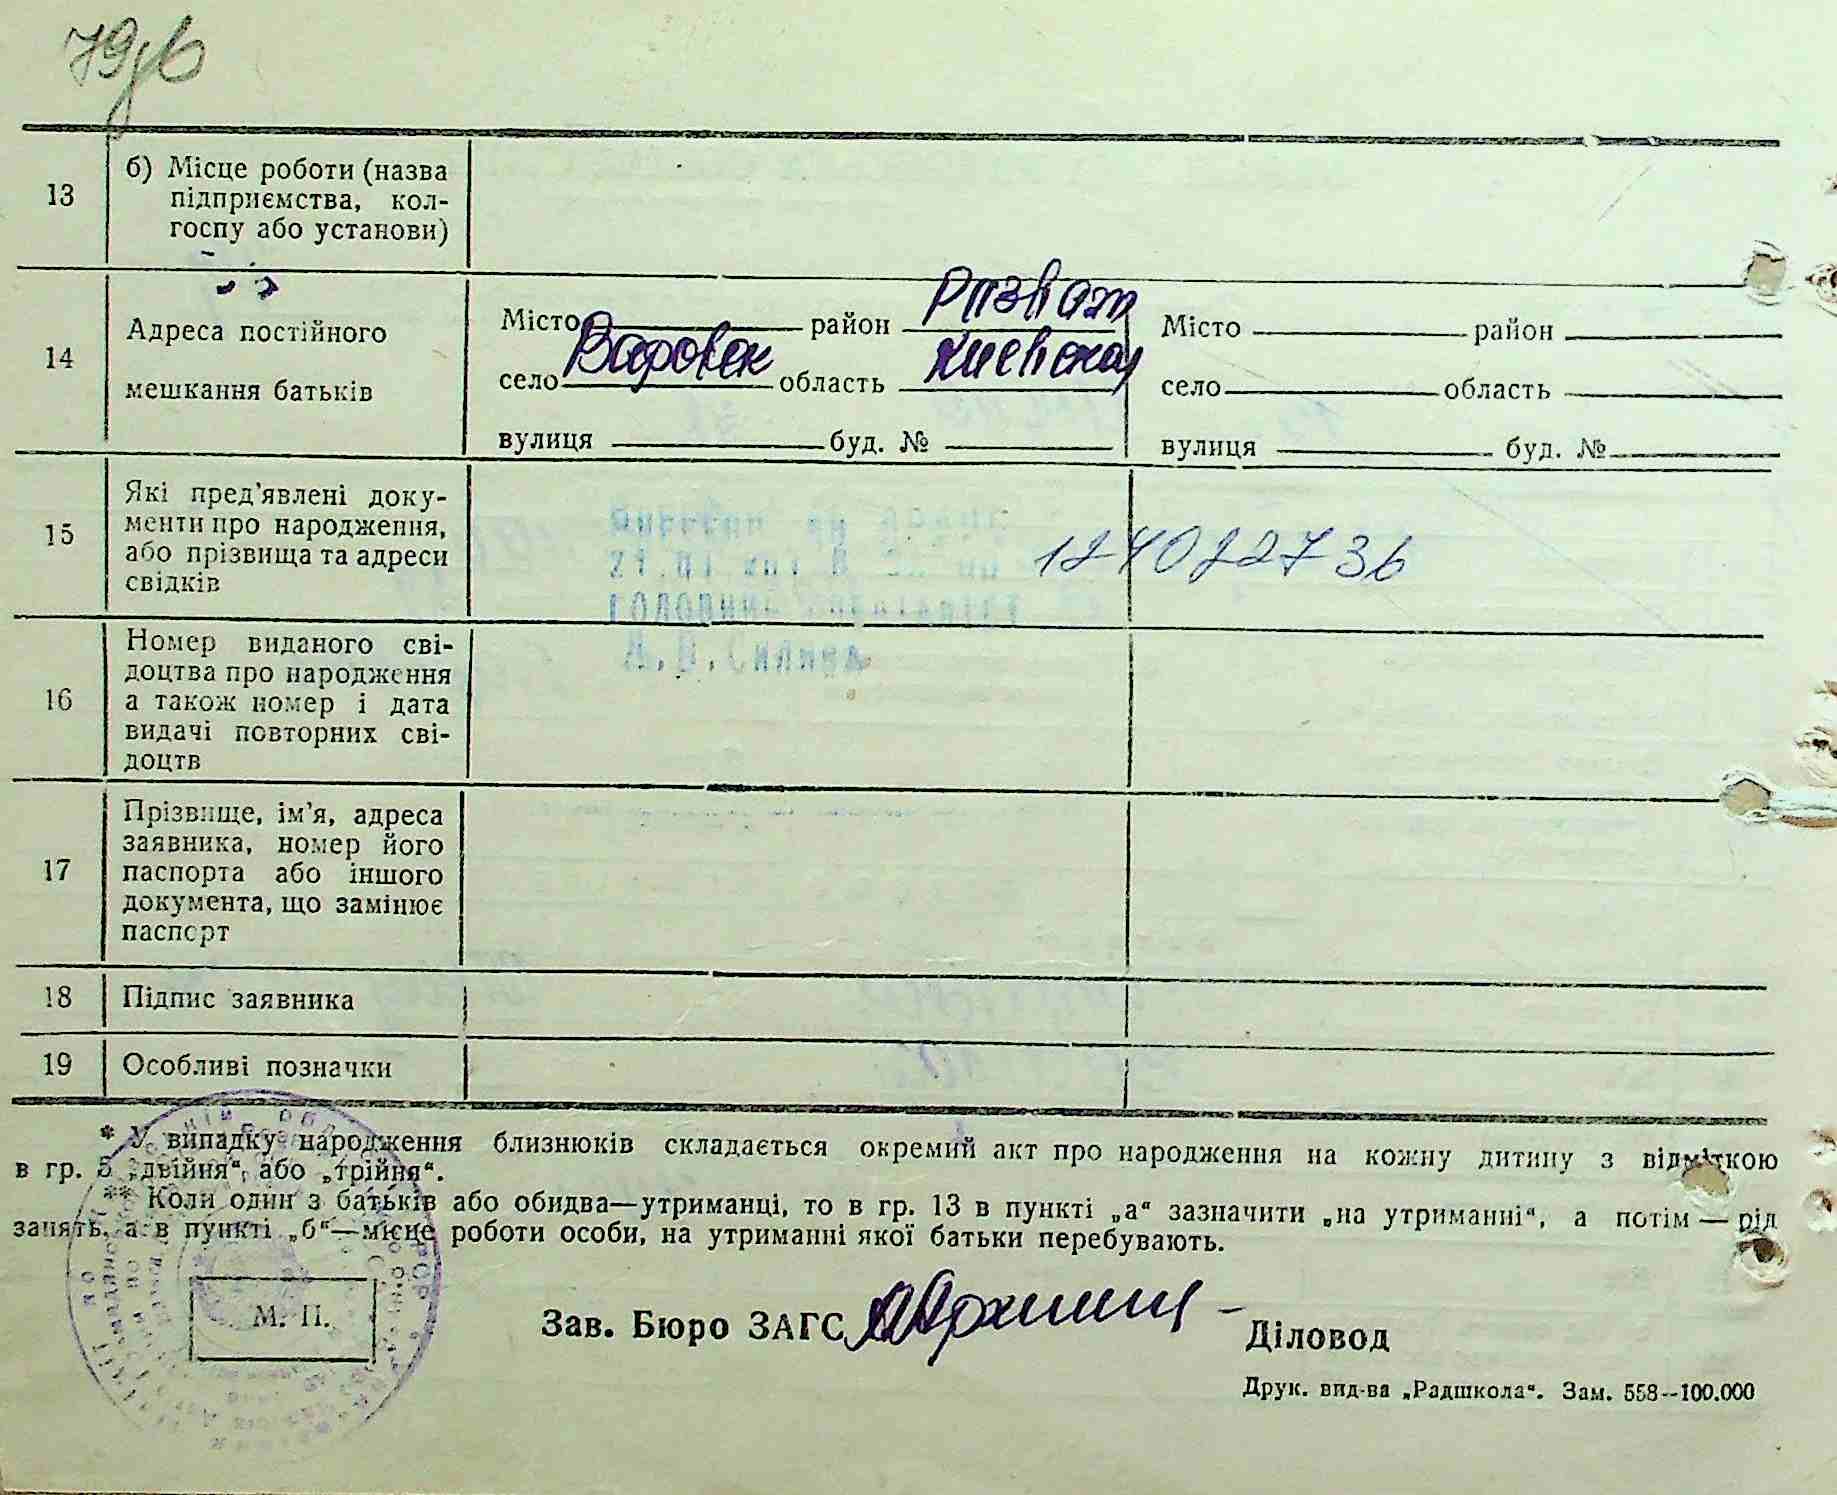 79
13
б) Місце роботи (назва
підприємства, кол-
госпу або установи)
14
Адреса постійного
мешкання батьків
Місто район Розваж
село Воровск область Киевская
вулиця буд. №
Місто район
село область
вулиця буд. №
15
Які пред'явлені доку-
менти про народження,
або прізвища та адреси
свідків
124022736
16
Номер виданого сві-
доцтва про народження
а також номер і дата
видачі повторних сві-
доцтв
17
Прізвище, ім'я, адреса
заявника, номер його
паспорта або іншого
документа, що замінює
паспорт
18
Підпис заявника
19
Особливі позначки
* У випадку народження близнюків складається окремий акт про народження на кожну дитину з відміткою
в гр. 5 „двійня“, або „трійня“.
** Коли один з батьків або обидва—утриманці, то в гр. 13 в пункті „а“ зазначити „на утриманні“, а потім — рід
занять, а в пункті „б“—місце роботи особи, на утриманні якої батьки перебувають.
М. П.
Зав. Бюро ЗАГС
Діловод
Друк. вид-ва „Радшкола“. Зам. 558--100.000